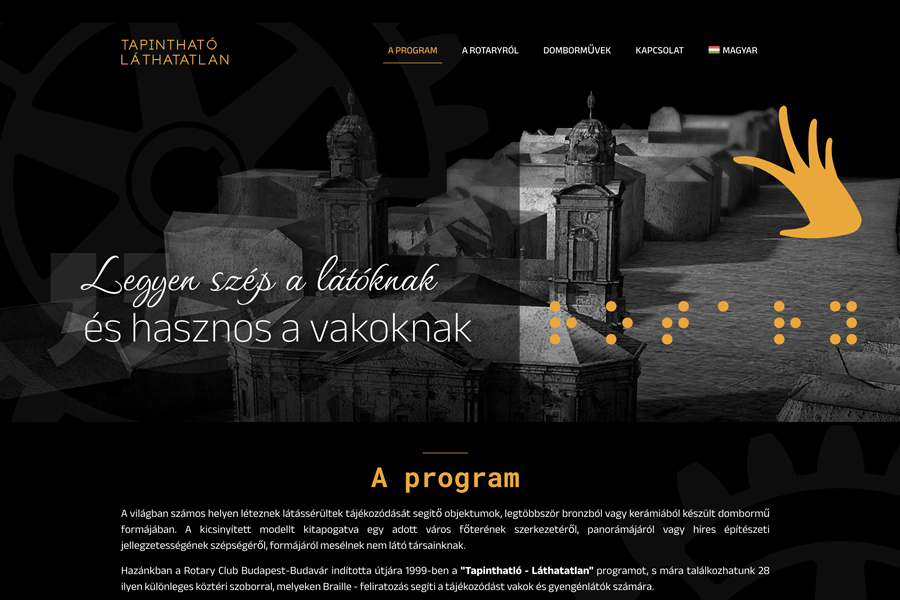 TAPINTHATÓ
LÁTHATATLAN
A PROGRAM
A ROTARYRÓL
DOMBORMŰVEK
KAPCSOLAT
MAGYAR
Legyen szép a látóknak
és hasznos a vakoknak
A program
A világban számos helyen léteznek látássérültek tájékozódását segítő objektumok, legtöbbször bronzból vagy kerámiából készült dombormű
formájában. A kicsinyített modellt kitapogatva egy adott város főterének szerkezetéről, panorámájáról vagy híres építészeti
jellegzetességének szépségéről, formájáról mesélnek nem látó társainknak.
Hazánkban a Rotary Club Budapest-Budavár indította útjára 1999-ben a "Tapintható - Láthatatlan" programot, s mára találkozhatunk 28
ilyen különleges köztéri szoborral, melyeken Braille - feliratozás segíti a tájékozódást vakok és gyengénlátók számára.